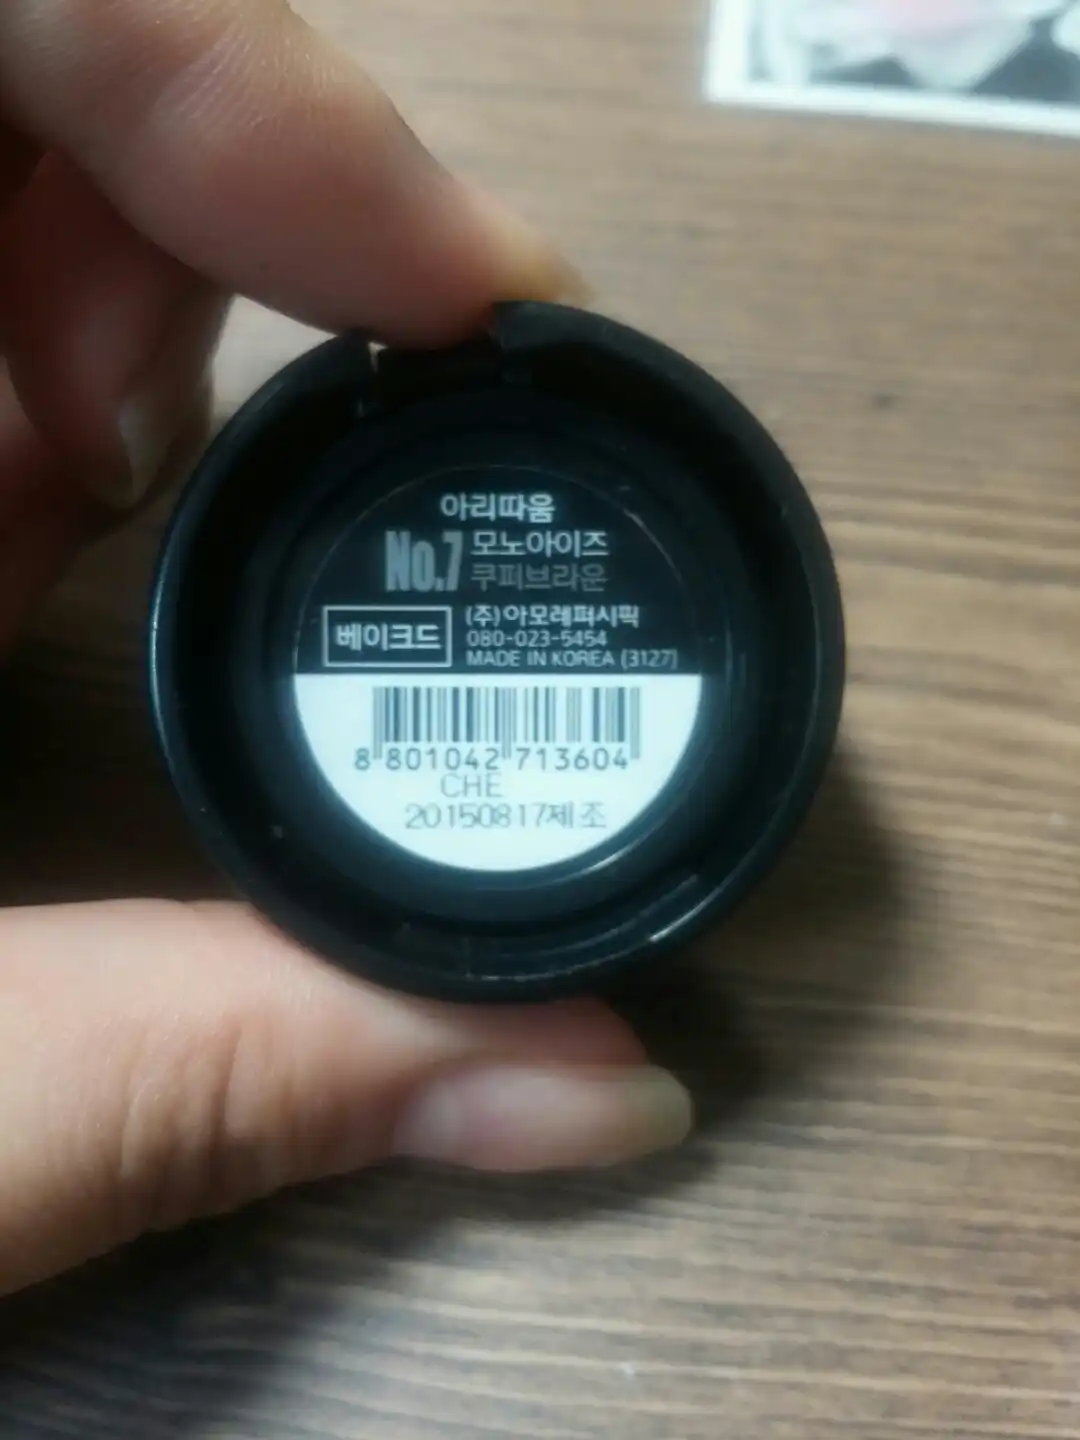 아리따움
No.7 모노아이즈
쿠피브라운
베이크드
(주)아모레퍼시픽
080-023-5454
MADE IN KOREA (3127)
8 801042 713604
CHE
20150817제조